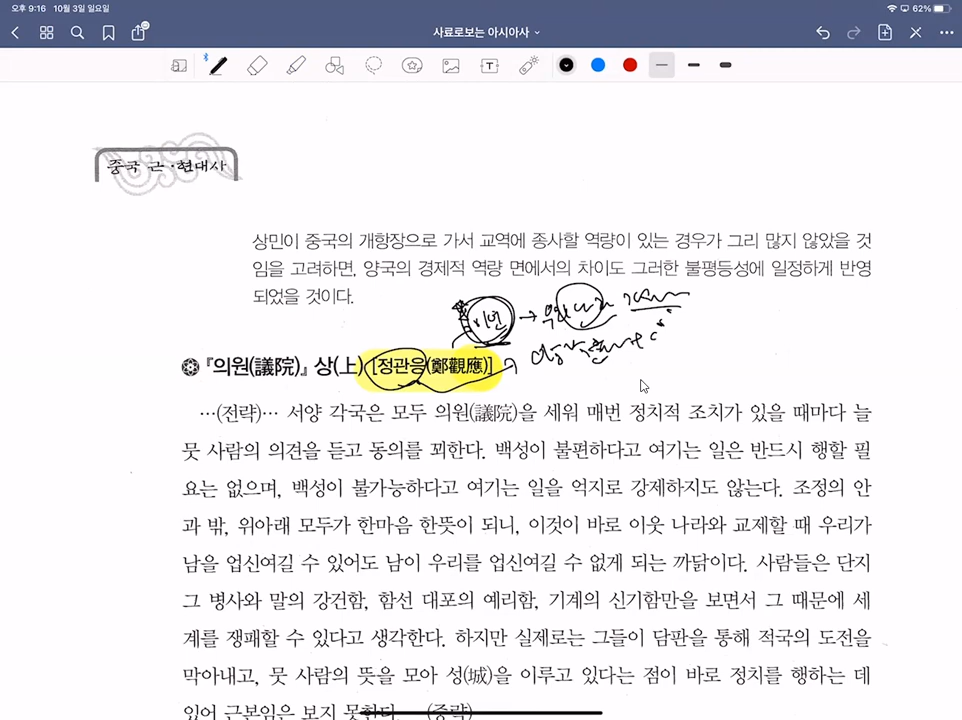 오후 9:16 10월 3일 일요일
62%
사료로보는 아시아사
중국 근·현대사
상민이 중국의 개항장으로 가서 교역에 종사할 역량이 있는 경우가 그리 많지 않았을 것
임을 고려하면, 양국의 경제적 역량 면에서의 차이도 그러한 불평등성에 일정하게 반영
되었을 것이다.
『의원(議院)』 상(上) [정관응(鄭觀應)]
…(전략)… 서양 각국은 모두 의원(議院)을 세워 매번 정치적 조치가 있을 때마다 늘
뭇 사람의 의견을 듣고 동의를 꾀한다. 백성이 불편하다고 여기는 일은 반드시 행할 필
요는 없으며, 백성이 불가능하다고 여기는 일을 억지로 강제하지도 않는다. 조정의 안
과 밖, 위아래 모두가 한마음 한뜻이 되니, 이것이 바로 이웃 나라와 교제할 때 우리가
남을 업신여길 수 있어도 남이 우리를 업신여길 수 없게 되는 까닭이다. 사람들은 단지
그 병사와 말의 강건함, 함선 대포의 예리함, 기계의 신기함만을 보면서 그 때문에 세
계를 쟁패할 수 있다고 생각한다. 하지만 실제로는 그들이 담판을 통해 적국의 도전을
막아내고, 뭇 사람의 뜻을 모아 성(城)을 이루고 있다는 점이 바로 정치를 행하는 데
있어 근본임은 보지 못한다. …(중략)